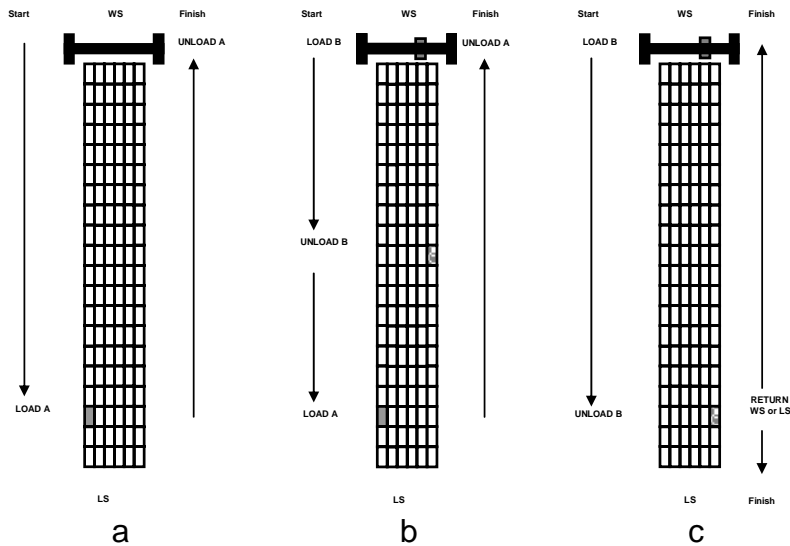 Start WS Finish
UNLOAD A
LOAD A
LS
a
Start WS Finish
LOAD B UNLOAD A
UNLOAD B
LOAD A
LS
b
Start WS Finish
LOAD B
UNLOAD B
RETURN
WS or LS
LS Finish
c